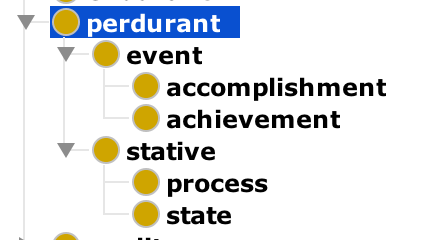 perdurant
event
accomplishment
achievement
stative
process
state